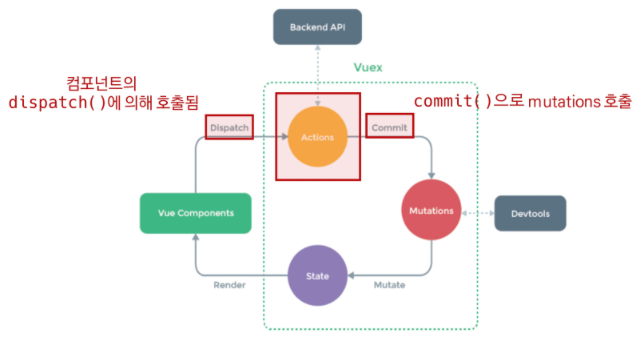 Backend API
Vuex
컴포넌트의
dispatch()에 의해 호출됨
commit()으로 mutations 호출
Dispatch
Actions
Commit
Vue Components
Mutations
Devtools
State
Render
Mutate